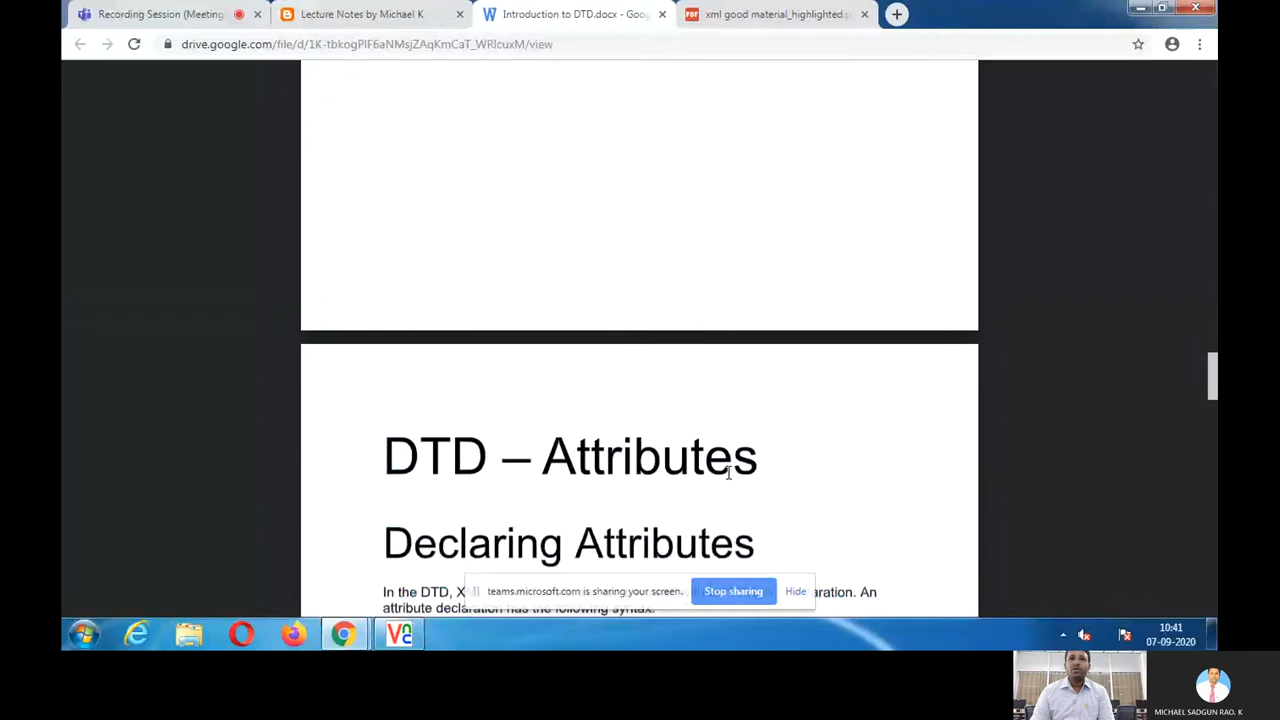 Recording Session (Meeting
Lecture Notes by Michael K
Introduction to DTD.docx - Goo
PDF
xml good material_highlighted.p
drive.google.com/file/d/1K-tbkogPlF6aNMsjZAqKmCaT_WRlcuxM/view
DTD – Attributes
Declaring Attributes
In the DTD, XM
aration. An
attribute declaration has the following syntax:
teams.microsoft.com is sharing your screen.
Stop sharing
Hide
10:41
07-09-2020
MICHAEL SADGUN RAO. K